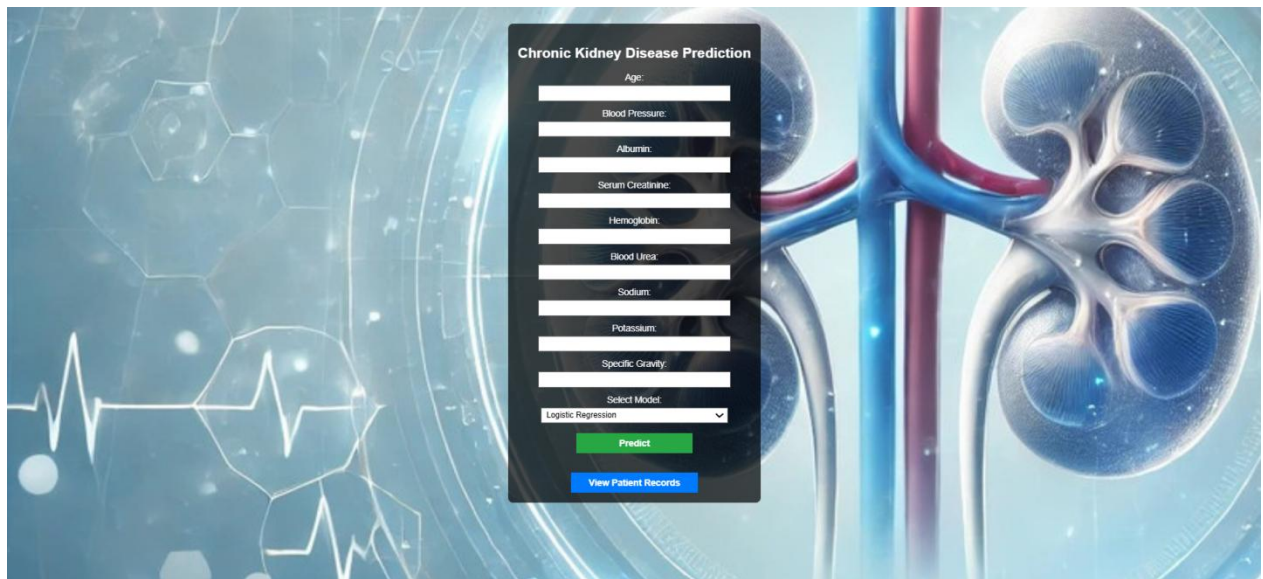 Chronic Kidney Disease Prediction
Age:
Blood Pressure:
Albumin:
Serum Creatinine:
Hemoglobin:
Blood Urea:
Sodium:
Potassium:
Specific Gravity:
Select Model:
Logistic Regression
Predict
View Patient Records